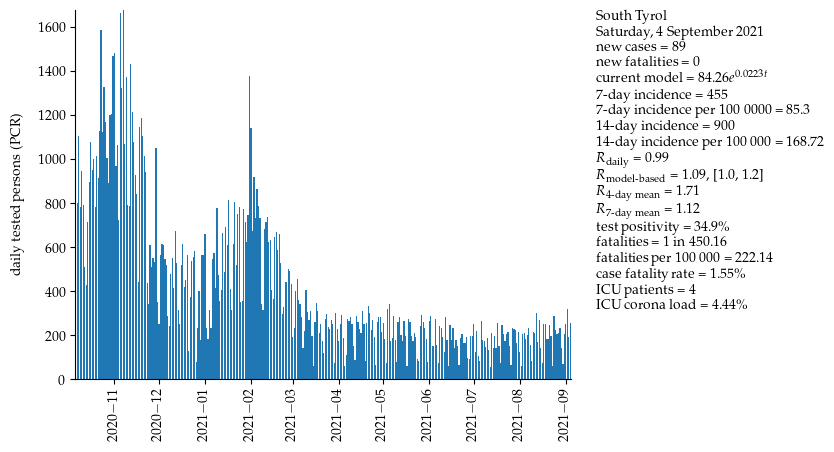 South Tyrol
Saturday, 4 September 2021
new cases = 89
new fatalities = 0
current model = 84.26e^0.0223t
7-day incidence = 455
7-day incidence per 100 0000 = 85.3
14-day incidence = 900
14-day incidence per 100 000 = 168.72
R_daily = 0.99
R_model-based = 1.09, [1.0, 1.2]
R_4-day mean = 1.71
R_7-day mean = 1.12
test positivity = 34.9%
fatalities = 1 in 450.16
fatalities per 100 000 = 222.14
case fatality rate = 1.55%
ICU patients = 4
ICU corona load = 4.44%
daily tested persons (PCR)
1600
1400
1200
1000
800
600
400
200
0
2020−11
2020−12
2021−01
2021−02
2021−03
2021−04
2021−05
2021−06
2021−07
2021−08
2021−09